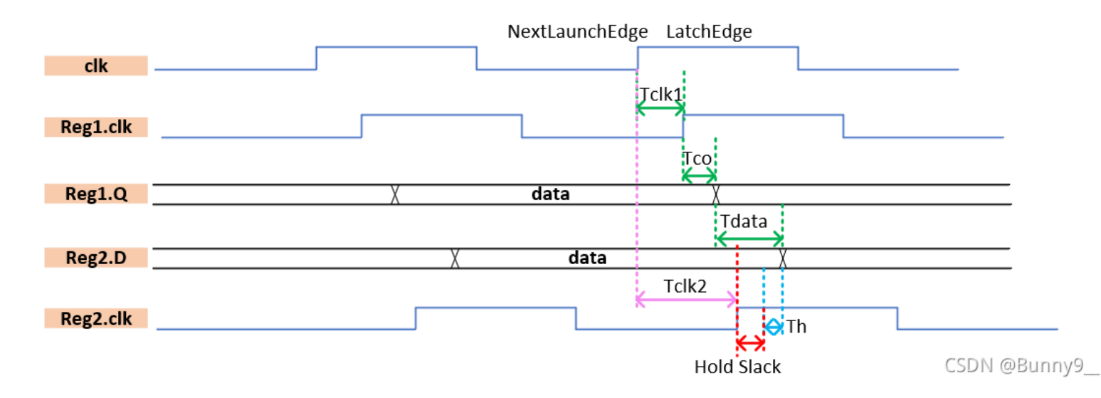 NextLaunchEdge LatchEdge
clk
Tclk1
Reg1.clk
Tco
Reg1.Q
data
Tdata
Reg2.D
data
Tclk2
Reg2.clk
Th
Hold Slack
CSDN @Bunny9__